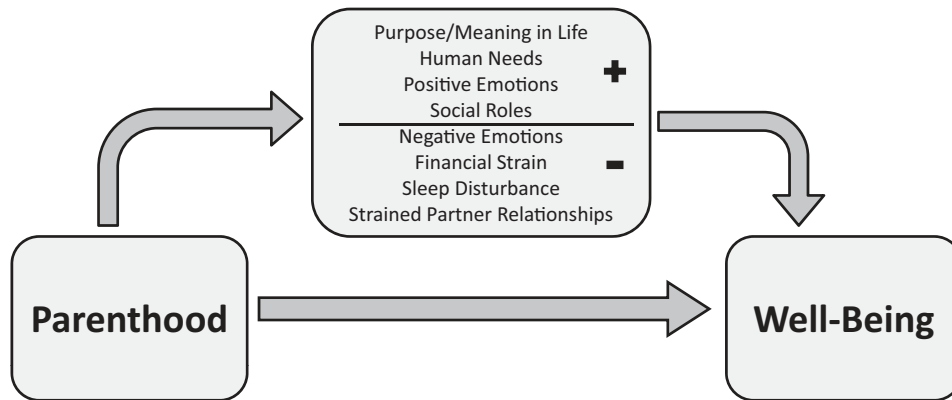 Purpose/Meaning in Life
Human Needs
Positive Emotions
Social Roles
+
Negative Emotions
Financial Strain
Sleep Disturbance
Strained Partner Relationships
-
Parenthood
Well-Being